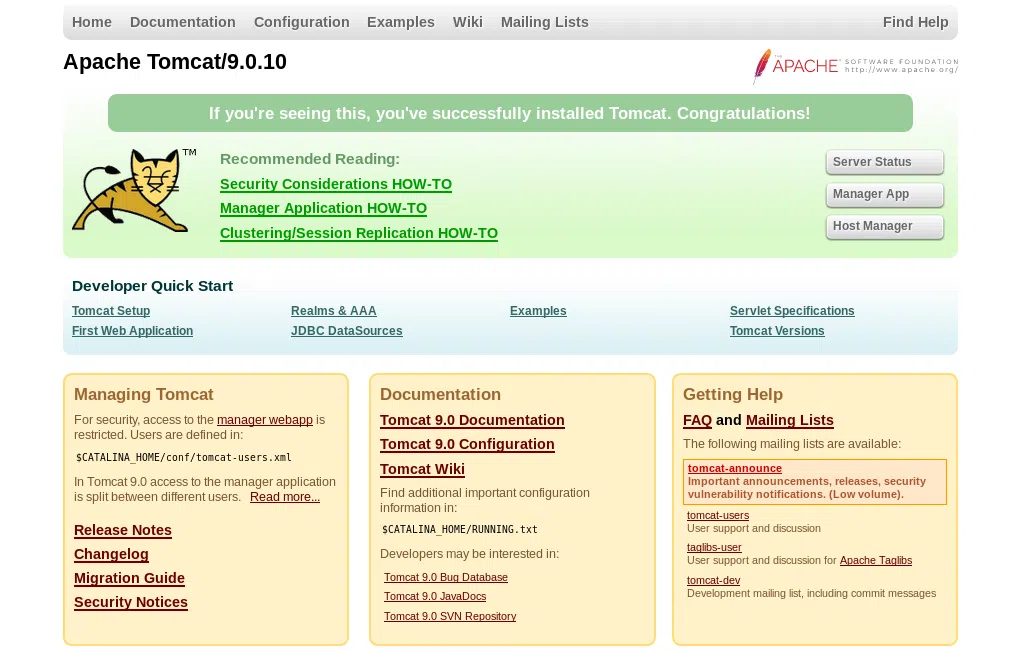 Home Documentation Configuration Examples Wiki Mailing Lists Find Help
Apache Tomcat/9.0.10
THE
APACHE
SOFTWARE FOUNDATION
http://www.apache.org/
If you're seeing this, you've successfully installed Tomcat. Congratulations!
TM
Recommended Reading:
Security Considerations HOW-TO
Manager Application HOW-TO
Clustering/Session Replication HOW-TO
Server Status
Manager App
Host Manager
Developer Quick Start
Tomcat Setup
First Web Application
Realms & AAA
JDBC DataSources
Examples
Servlet Specifications
Tomcat Versions
Managing Tomcat
For security, access to the manager webapp is
restricted. Users are defined in:
$CATALINA_HOME/conf/tomcat-users.xml
In Tomcat 9.0 access to the manager application
is split between different users. Read more...
Release Notes
Changelog
Migration Guide
Security Notices
Documentation
Tomcat 9.0 Documentation
Tomcat 9.0 Configuration
Tomcat Wiki
Find additional important configuration
information in:
$CATALINA_HOME/RUNNING.txt
Developers may be interested in:
Tomcat 9.0 Bug Database
Tomcat 9.0 JavaDocs
Tomcat 9.0 SVN Repository
Getting Help
FAQ and Mailing Lists
The following mailing lists are available:
tomcat-announce
Important announcements, releases, security
vulnerability notifications. (Low volume).
tomcat-users
User support and discussion
taglibs-user
User support and discussion for Apache Taglibs
tomcat-dev
Development mailing list, including commit messages